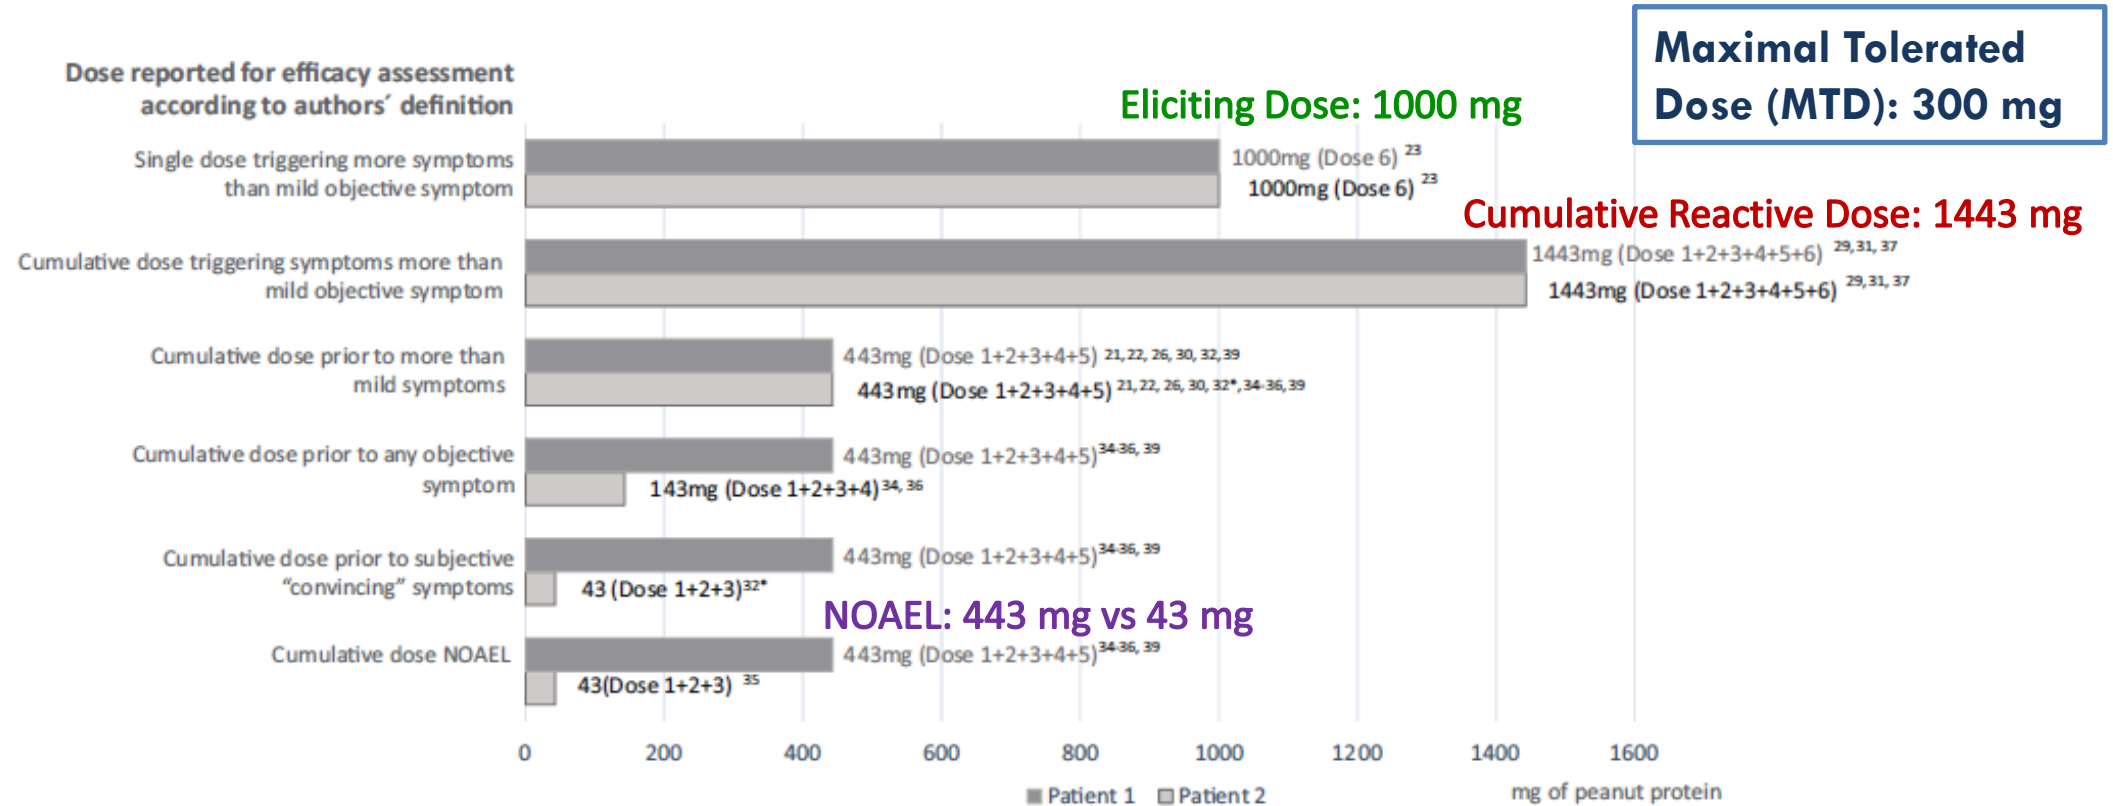 Maximal Tolerated
Dose (MTD): 300 mg
Dose reported for efficacy assessment
according to authors´ definition
Eliciting Dose: 1000 mg
Single dose triggering more symptoms
than mild objective symptom
1000mg (Dose 6) 23
1000mg (Dose 6) 23
Cumulative Reactive Dose: 1443 mg
Cumulative dose triggering symptoms more than
mild objective symptom
1443mg (Dose 1+2+3+4+5+6) 29,31, 37
1443mg (Dose 1+2+3+4+5+6) 29,31, 37
Cumulative dose prior to more than
mild symptoms
443mg (Dose 1+2+3+4+5) 21, 22, 26, 30, 32,39
443mg (Dose 1+2+3+4+5) 21, 22, 26, 30, 32*, 34-36,39
Cumulative dose prior to any objective
symptom
443mg (Dose 1+2+3+4+5)34-36, 39
143mg (Dose 1+2+3+4)34, 36
Cumulative dose prior to subjective
“convincing” symptoms
443mg (Dose 1+2+3+4+5)34-36, 39
43 (Dose 1+2+3)32*
NOAEL: 443 mg vs 43 mg
Cumulative dose NOAEL
443mg (Dose 1+2+3+4+5)34-36, 39
43(Dose 1+2+3) 35
0 200 400 600 800 1000 1200 1400 1600
Patient 1 Patient 2
mg of peanut protein